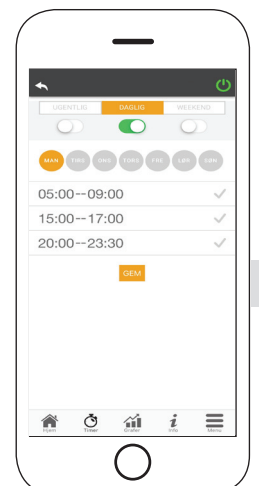 UGENTLIG DAGLIG WEEKEND
MAN TIRS ONS TORS FRE LØR SØN
05:00--09:00
15:00--17:00
20:00--23:30
GEM
Hjem Timer Grafer Info Menu